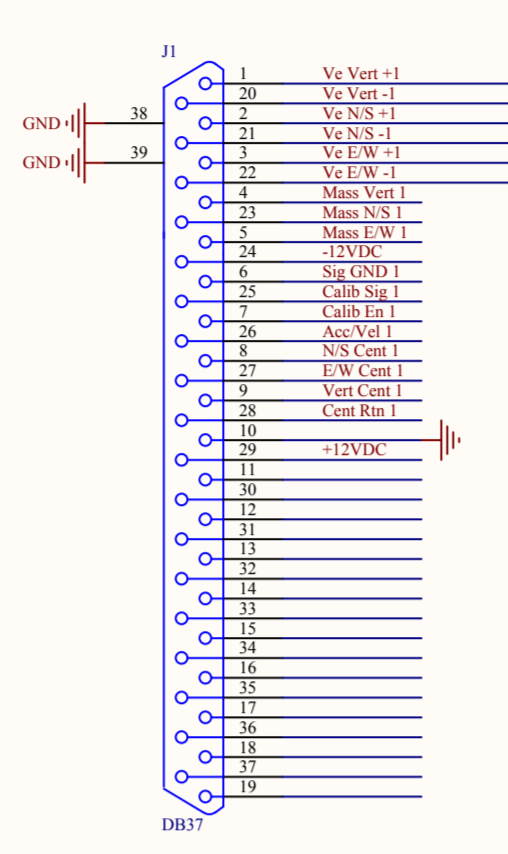 J1
1 Ve Vert +1
20 Ve Vert -1
GND 38
2 Ve N/S +1
21 Ve N/S -1
GND 39
3 Ve E/W +1
22 Ve E/W -1
4 Mass Vert 1
23 Mass N/S 1
5 Mass E/W 1
24 -12VDC
6 Sig GND 1
25 Calib Sig 1
7 Calib En 1
26 Acc/Vel 1
8 N/S Cent 1
27 E/W Cent 1
9 Vert Cent 1
28 Cent Rtn 1
10
29 +12VDC
11
30
12
31
13
32
14
33
15
34
16
35
17
36
18
37
19
DB37